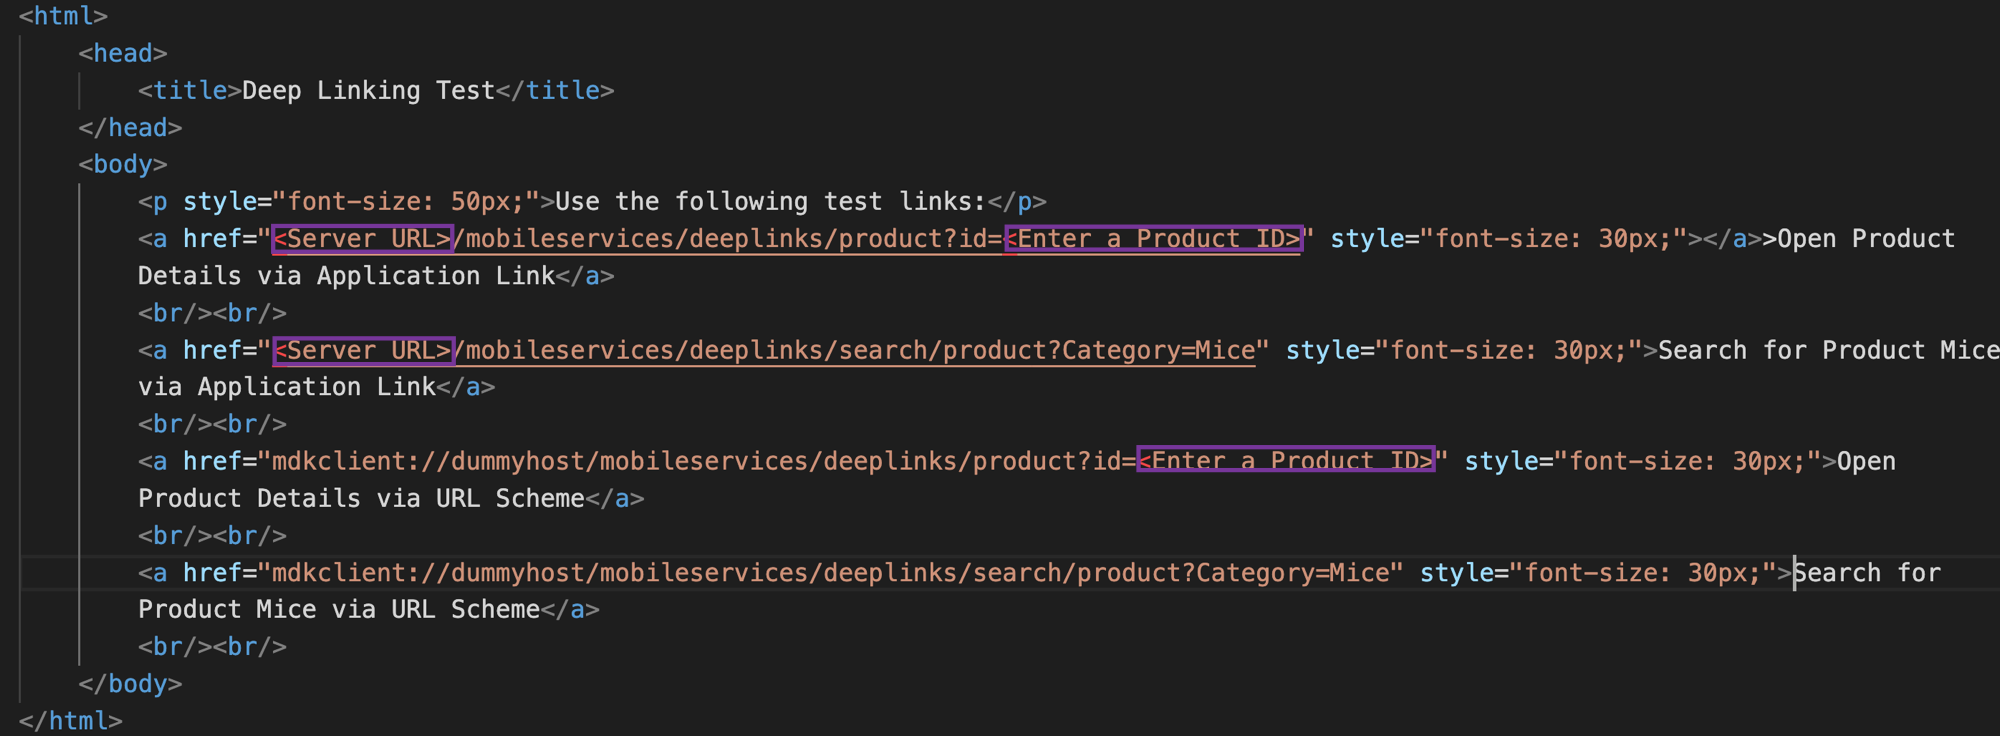 <html>
<head>
<title>Deep Linking Test</title>
</head>
<body>
<p style="font-size: 50px;">Use the following test links:</p>
<a href="<Server URL>/mobileservices/deeplinks/product?id=<Enter a Product ID>" style="font-size: 30px;"></a>>Open Product
Details via Application Link</a>
<br/><br/>
<a href="<Server URL>/mobileservices/deeplinks/search/product?Category=Mice" style="font-size: 30px;">Search for Product Mice
via Application Link</a>
<br/><br/>
<a href="mdkclient://dummyhost/mobileservices/deeplinks/product?id=<Enter a Product ID>" style="font-size: 30px;">Open
Product Details via URL Scheme</a>
<br/><br/>
<a href="mdkclient://dummyhost/mobileservices/deeplinks/search/product?Category=Mice" style="font-size: 30px;">Search for
Product Mice via URL Scheme</a>
<br/><br/>
</body>
</html>